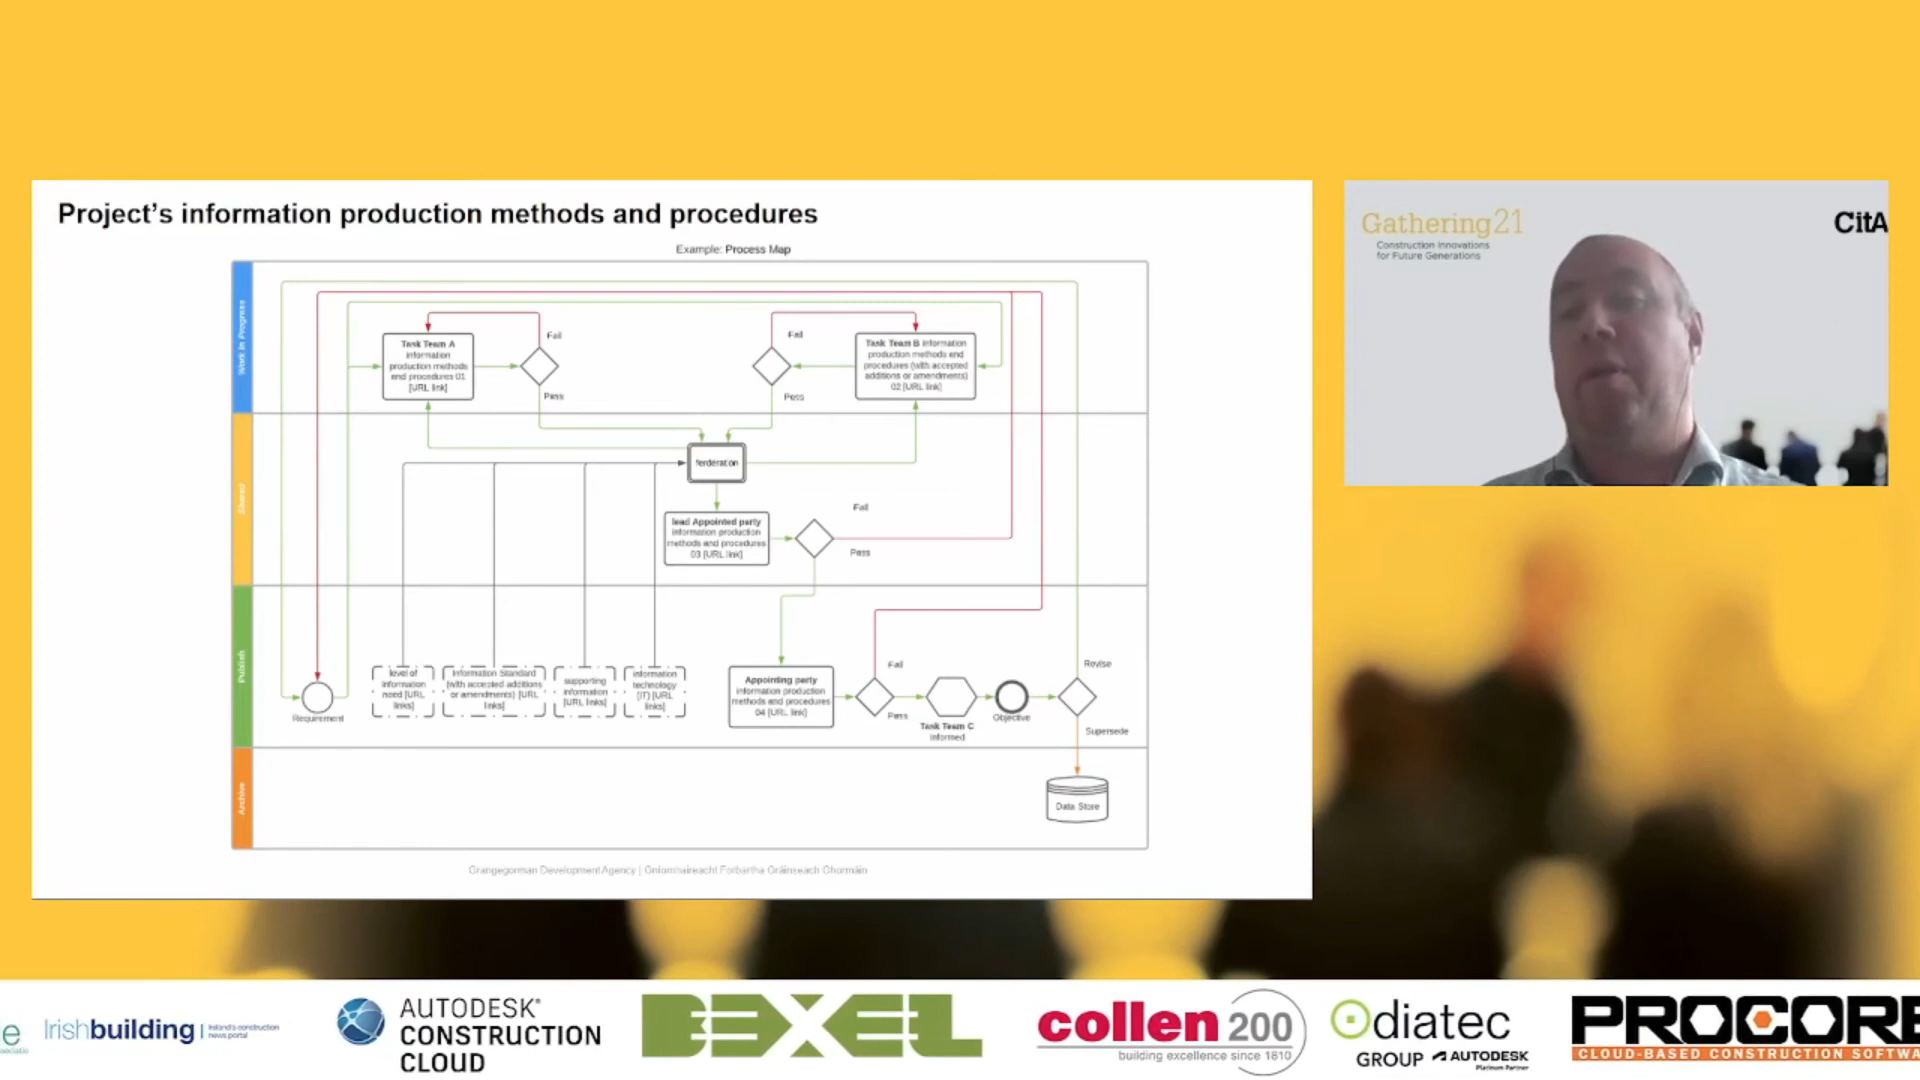 Project's information production methods and procedures
Example: Process Map
Work in Progress
Shared
Publish
Archive
Task Team A
information
production methods
and procedures 01
[URL link]
Fail
Pass
Fail
Pass
Task Team B information
production methods and
procedures (with accepted
additions or amendments)
02 [URL link]
ferderation
lead Appointed party
information production
methods and procedures
03 [URL link]
Fail
Pass
Requirement
level of
information
need [URL
links]
Information Standard
(with accepted additions
or amendments) [URL
links]
supporting
information
[URL links]
information
technology
(IT) [URL
links]
Appointing party
information production
methods and procedures
04 [URL link]
Fail
Pass
Task Team C
informed
Objective
Revise
Supersede
Data Store
Grangegorman Development Agency | Gníomhaireacht Forbartha Ghráinseach Ghormáin
Gathering21
Construction Innovations
for Future Generations
CitA
Irishbuilding
Ireland's construction
news portal
AUTODESK®
CONSTRUCTION
CLOUD
BEXEL
collen 200
building excellence since 1810
diatec
GROUP
AUTODESK
Platinum Partner
PROCORE
CLOUD-BASED CONSTRUCTION SOFTWA